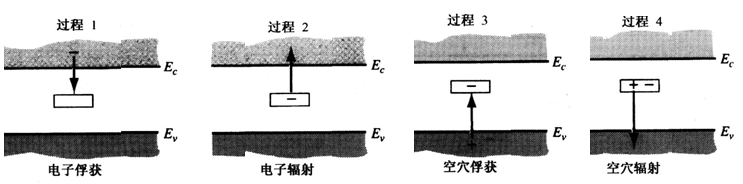 过程 1
过程 2
过程 3
过程 4
Ec
Ec
Ec
Ec
−
−
−
+ −
Ev
Ev
Ev
Ev
电子俘获
电子辐射
空穴俘获
空穴辐射